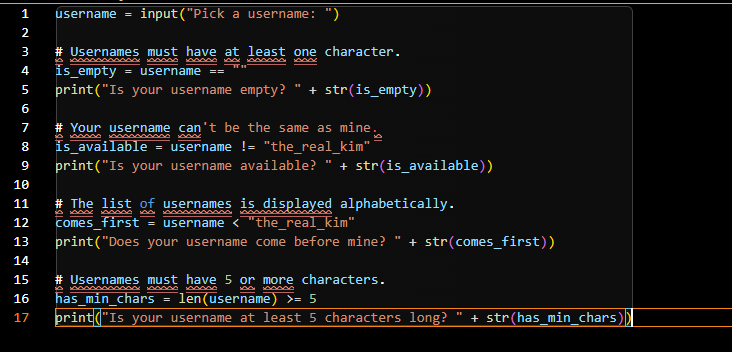 1 username = input("Pick a username: ")
2
3 # Usernames must have at least one character.
4 is_empty = username == ""
5 print("Is your username empty? " + str(is_empty))
6
7 # Your username can't be the same as mine.
8 is_available = username != "the_real_kim"
9 print("Is your username available? " + str(is_available))
10
11 # The list of usernames is displayed alphabetically.
12 comes_first = username < "the_real_kim"
13 print("Does your username come before mine? " + str(comes_first))
14
15 # Usernames must have 5 or more characters.
16 has_min_chars = len(username) >= 5
17 print("Is your username at least 5 characters long? " + str(has_min_chars))